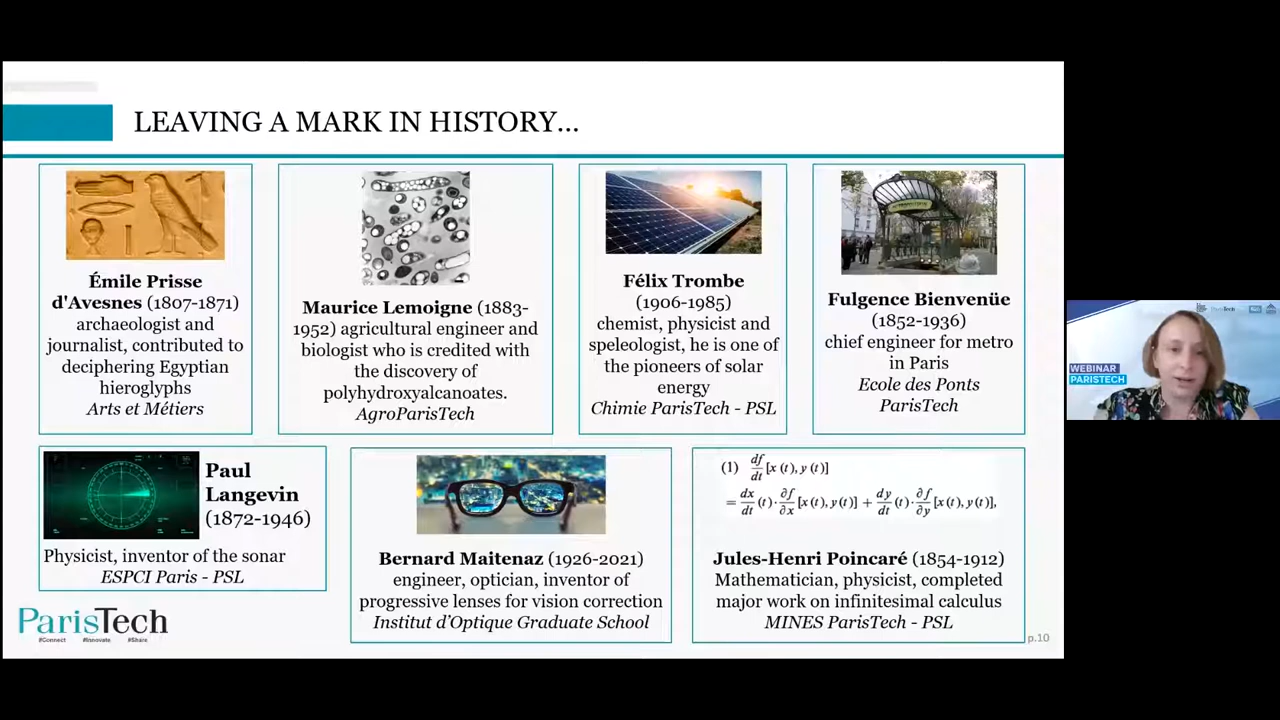 LEAVING A MARK IN HISTORY...
Émile Prisse
d'Avesnes (1807-1871)
archaeologist and
journalist, contributed to
deciphering Egyptian
hieroglyphs
Arts et Métiers
Maurice Lemoigne (1883-
1952) agricultural engineer and
biologist who is credited with
the discovery of
polyhydroxyalcanoates.
AgroParisTech
Félix Trombe
(1906-1985)
chemist, physicist and
speleologist, he is one of
the pioneers of solar
energy
Chimie ParisTech - PSL
Fulgence Bienvenüe
(1852-1936)
chief engineer for metro
in Paris
Ecole des Ponts
ParisTech
Paul
Langevin
(1872-1946)
Physicist, inventor of the sonar
ESPCI Paris - PSL
Bernard Maitenaz (1926-2021)
engineer, optician, inventor of
progressive lenses for vision correction
Institut d'Optique Graduate School
(1) df/dt [x(t), y(t)]
= dx/dt (t) · ∂f/∂x [x(t), y(t)] + dy/dt (t) · ∂f/∂y [x(t), y(t)],
Jules-Henri Poincaré (1854-1912)
Mathematician, physicist, completed
major work on infinitesimal calculus
MINES ParisTech - PSL
ParisTech
#Connect #Innovate #Share
p.10
ParisTech
WEBINAR
PARISTECH